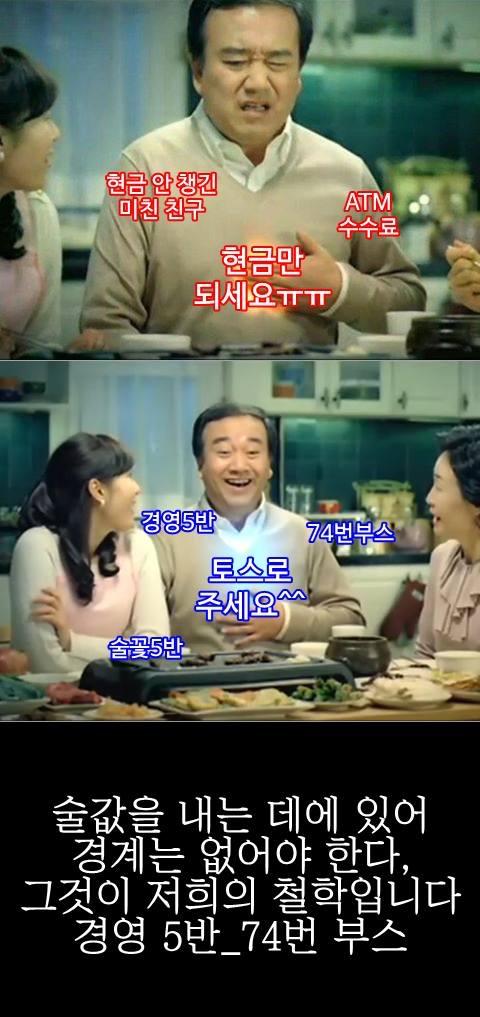 현금 안 챙긴
미친 친구
ATM
수수료
현금만
되세요ㅠㅠ
경영5반
74번부스
토스로
주세요^^
술꽃5반
술값을 내는 데에 있어
경계는 없어야 한다,
그것이 저희의 철학입니다
경영 5반_74번 부스